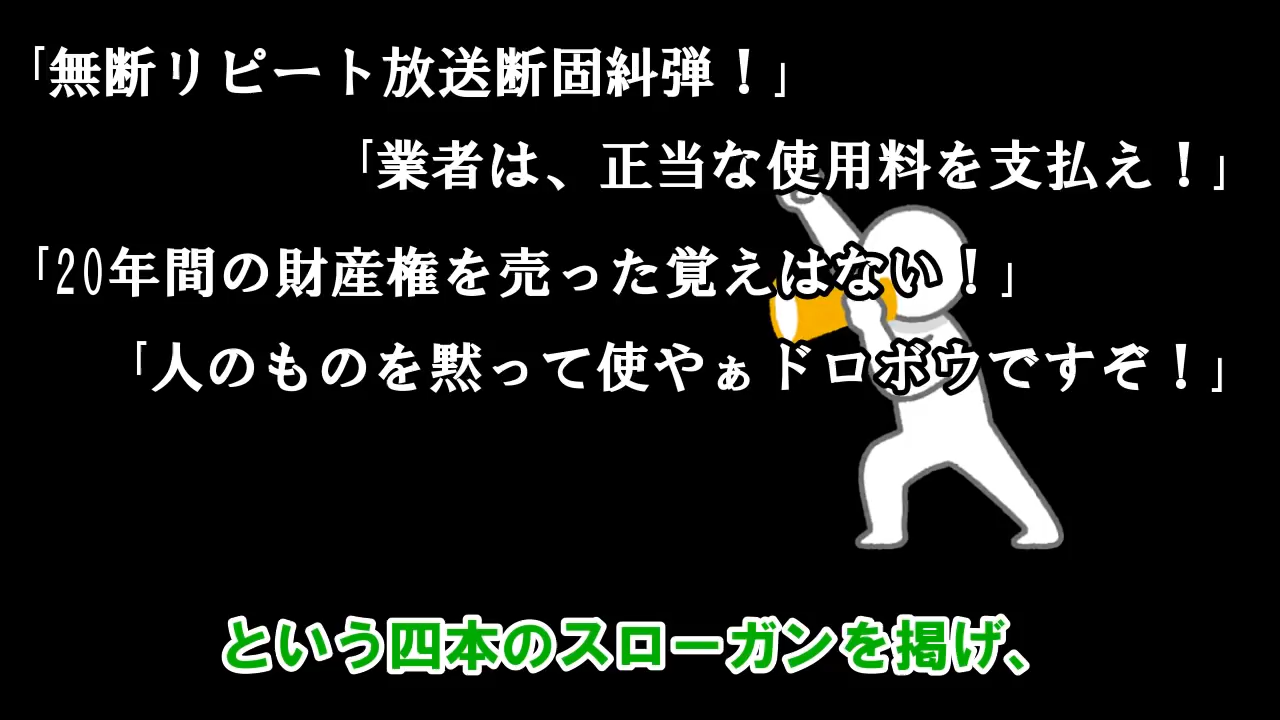 「無断リピート放送断固糾弾！」
「業者は、正当な使用料を支払え！」
「20年間の財産権を売った覚えはない！」
「人のものを黙って使やぁドロボウですぞ！」
という四本のスローガンを掲げ、